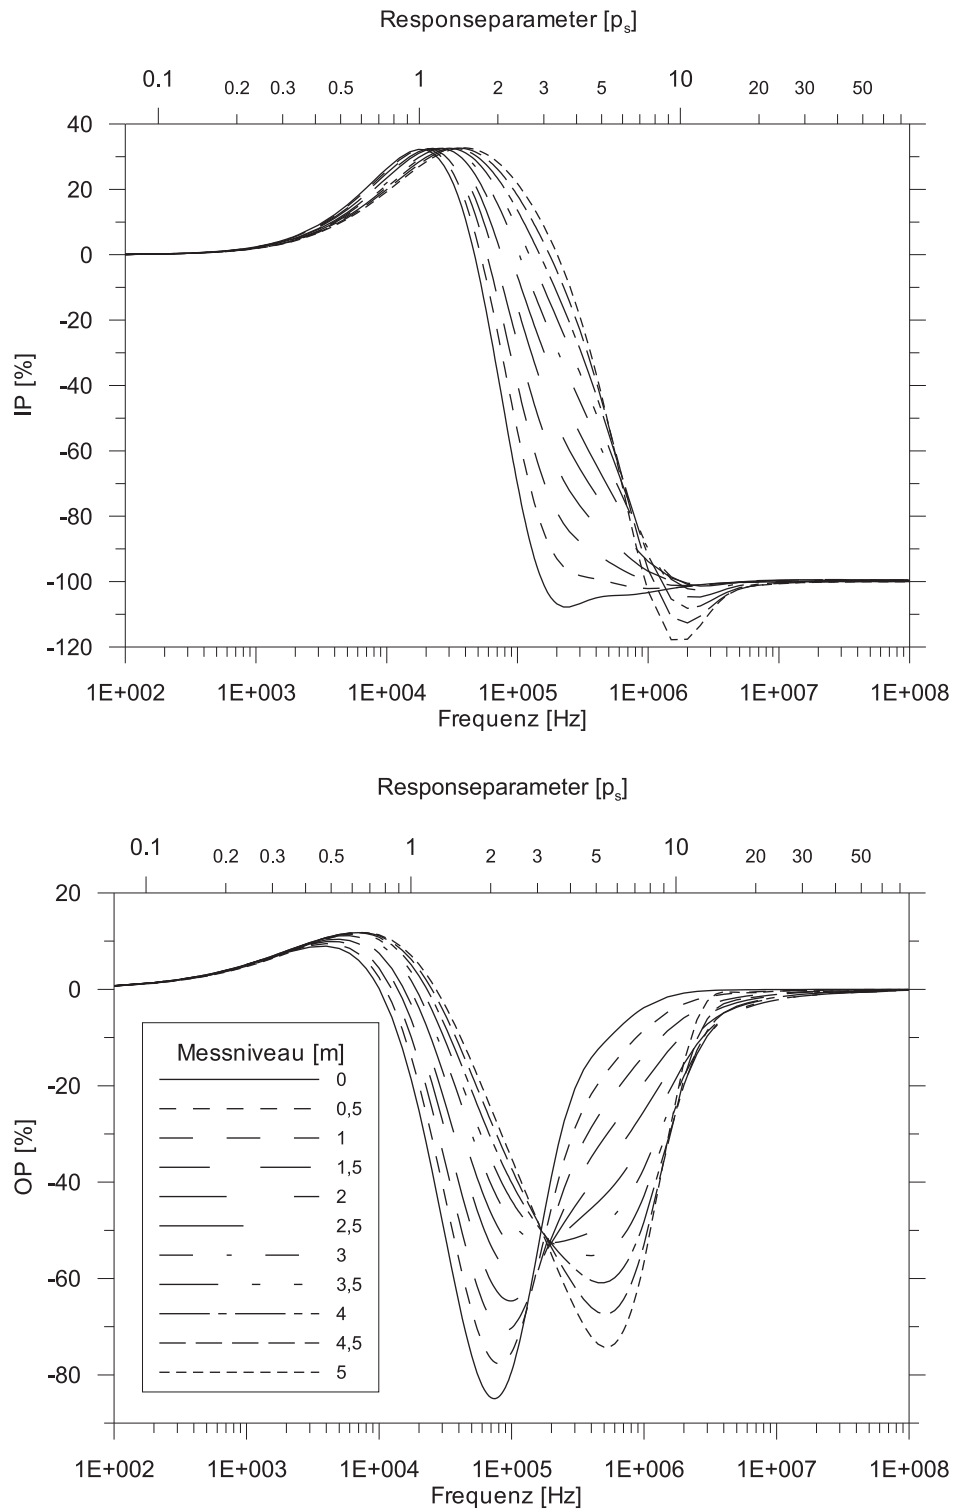 Responseparameter [ps]
0.1 0.2 0.3 0.5 1 2 3 5 10 20 30 50
40
20
0
-20
-40
-60
-80
-100
-120
IP [%]
1E+002 1E+003 1E+004 1E+005 1E+006 1E+007 1E+008
Frequenz [Hz]
Responseparameter [ps]
0.1 0.2 0.3 0.5 1 2 3 5 10 20 30 50
20
0
-20
-40
-60
-80
OP [%]
Messniveau [m]
0
0,5
1
1,5
2
2,5
3
3,5
4
4,5
5
1E+002 1E+003 1E+004 1E+005 1E+006 1E+007 1E+008
Frequenz [Hz]